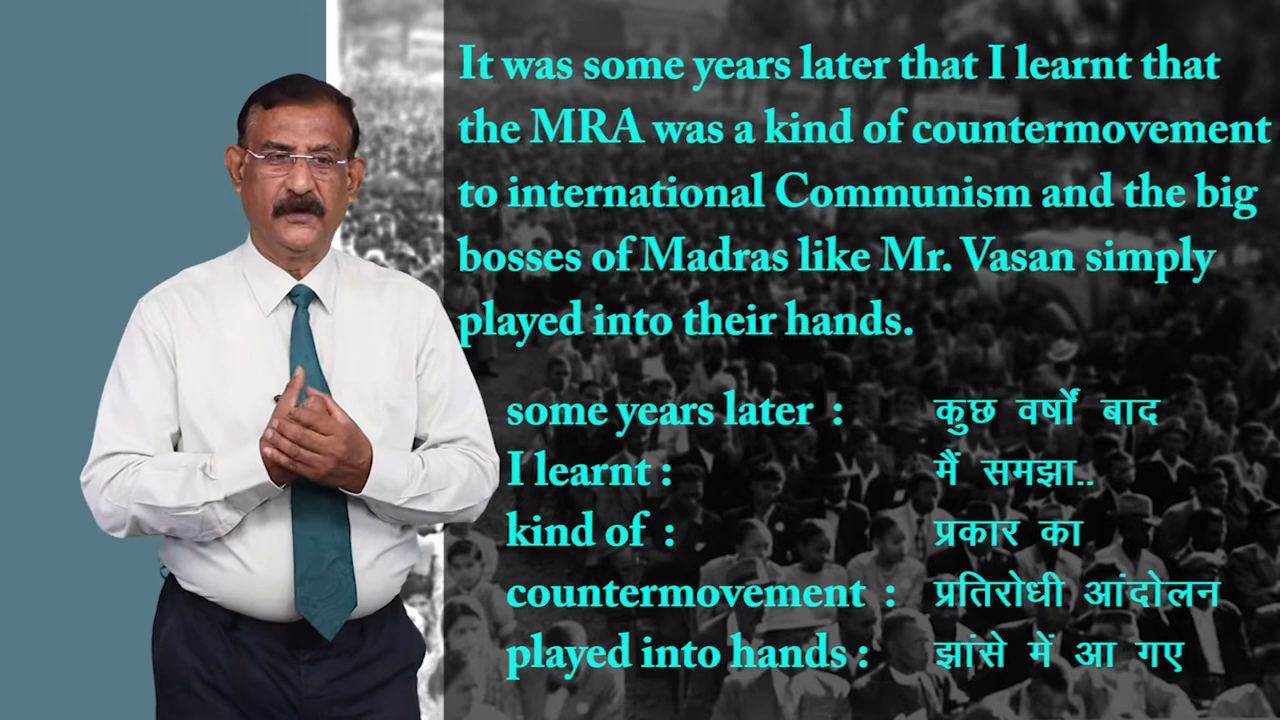 It was some years later that I learnt that
the MRA was a kind of countermovement
to international Communism and the big
bosses of Madras like Mr. Vasan simply
played into their hands.
some years later : कुछ वर्षों बाद
I learnt : मैं समझा..
kind of : प्रकार का
countermovement : प्रतिरोधी आंदोलन
played into hands : झांसे में आ गए